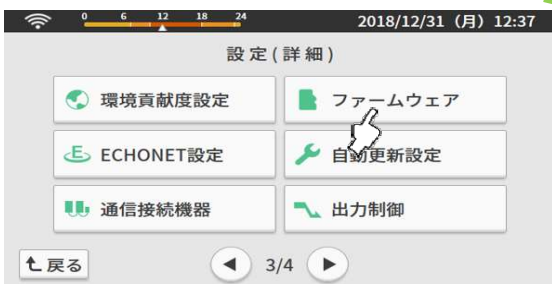 0 6 12 18 24 2018/12/31（月）12:37
設定(詳細)
環境貢献度設定 ファームウェア
ECHONET設定 自動更新設定
通信接続機器 出力制御
戻る 3/4